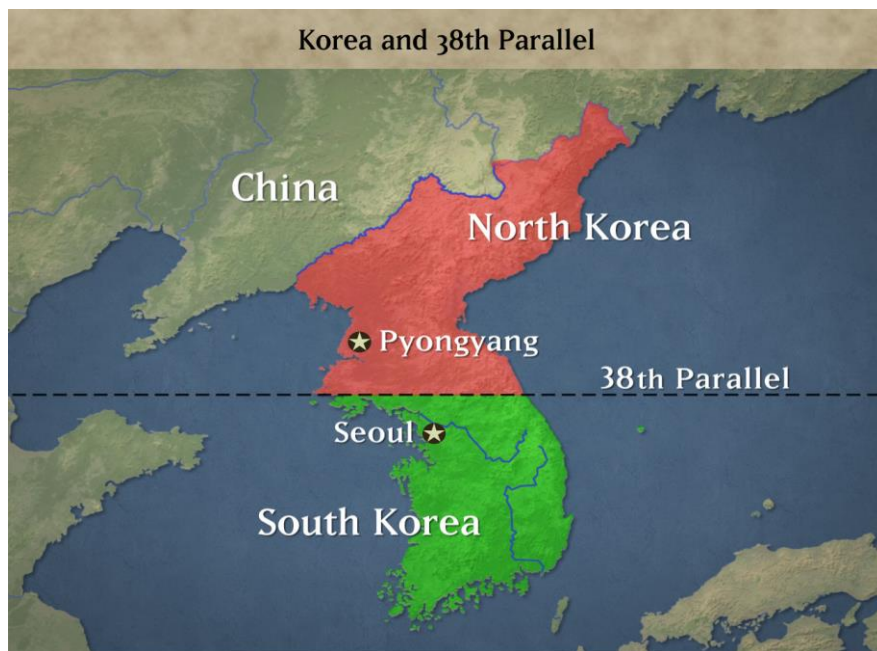 Korea and 38th Parallel
China
North Korea
Pyongyang
38th Parallel
Seoul
South Korea